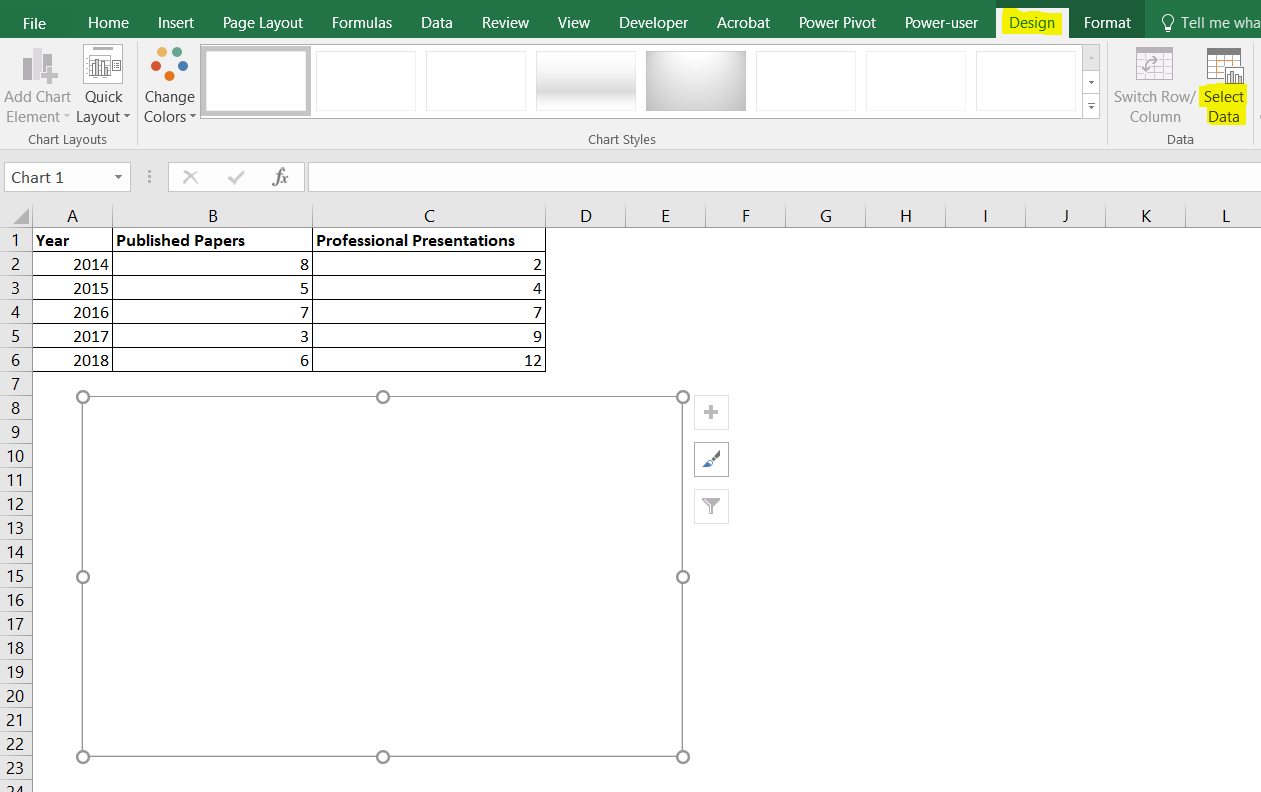 File Home Insert Page Layout Formulas Data Review View Developer Acrobat Power Pivot Power-user Design Format Tell me wha
Add Chart Element
Quick Layout
Change Colors
Switch Row/ Column
Select Data
Chart Layouts Chart Styles Data
Chart 1 fx
A B C D E F G H I J K L
1 Year Published Papers Professional Presentations
2 2014 8 2
3 2015 5 4
4 2016 7 7
5 2017 3 9
6 2018 6 12
7
8
9
10
11
12
13
14
15
16
17
18
19
20
21
22
23
24